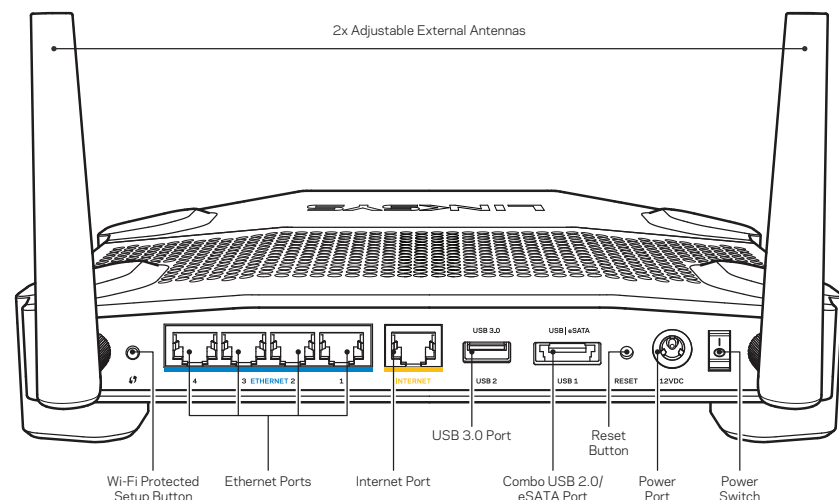 2x Adjustable External Antennas
LINKSYS
USB 3.0
USB eSATA
4
3 ETHERNET 2
1
INTERNET
USB 2
USB 1
RESET
12VDC
USB 3.0 Port
Reset
Button
Wi-Fi Protected
Setup Button
Ethernet Ports
Internet Port
Combo USB 2.0/
eSATA Port
Power
Port
Power
Switch